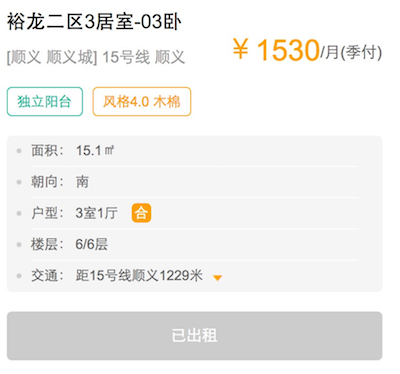 裕龙二区3居室-03卧
[顺义 顺义城] 15号线 顺义
¥ 1530/月(季付)
独立阳台 风格4.0 木棉
面积： 15.1㎡
朝向： 南
户型： 3室1厅 合
楼层： 6/6层
交通： 距15号线顺义1229米
已出租